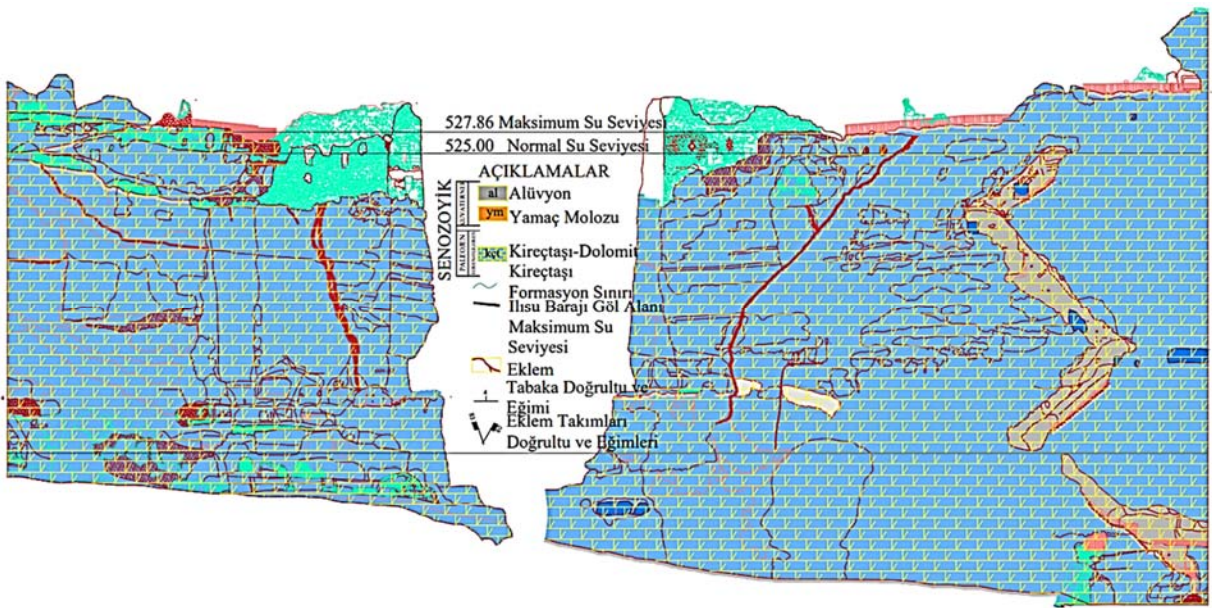 527.86 Maksimum Su Seviyesi
525.00 Normal Su Seviyesi
AÇIKLAMALAR
SENOZOYİK
KUVATERNER
PALEOJEN
al Alüvyon
ym Yamaç Molozu
Kireçtaşı-Dolomit
Kireçtaşı
Formasyon Sınırı
Ilısu Barajı Göl Alanı
Maksimum Su
Seviyesi
Eklem
Tabaka Doğrultu ve
Eğimi
Eklem Takımları
Doğrultu ve Eğimleri